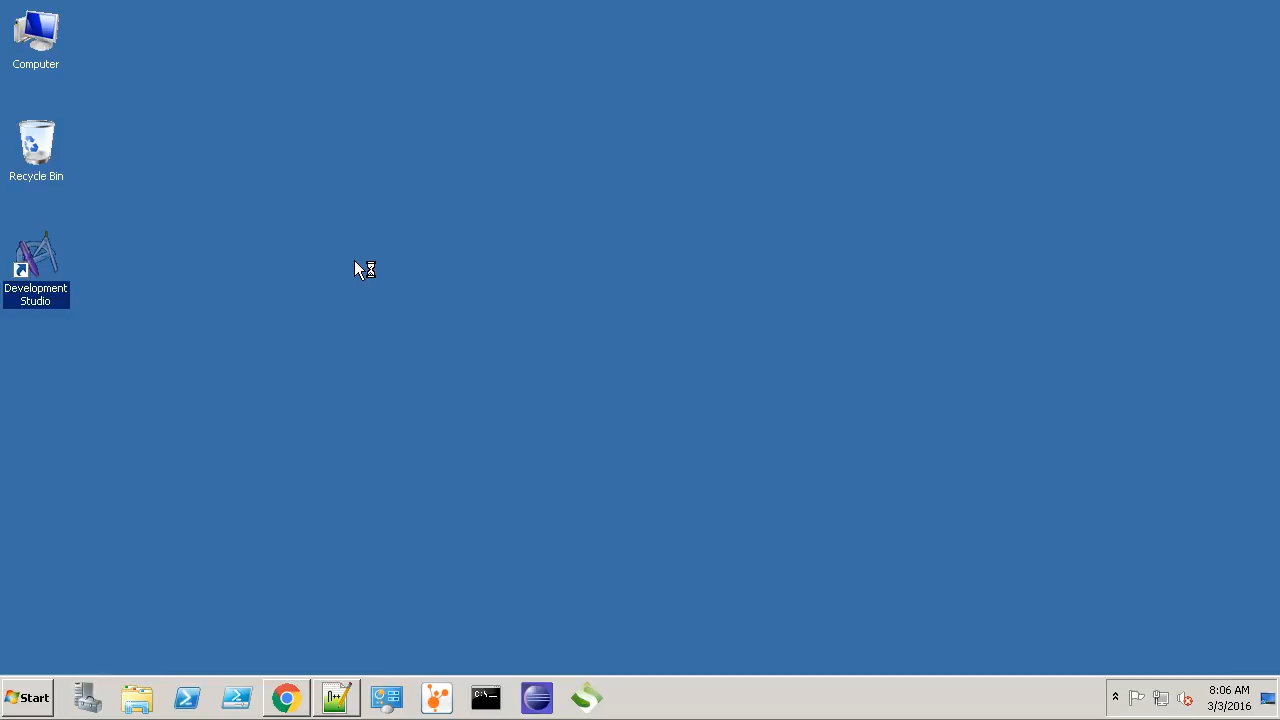 Computer
Recycle Bin
Development
Studio
Start
C:\
8:06 AM
3/3/2016